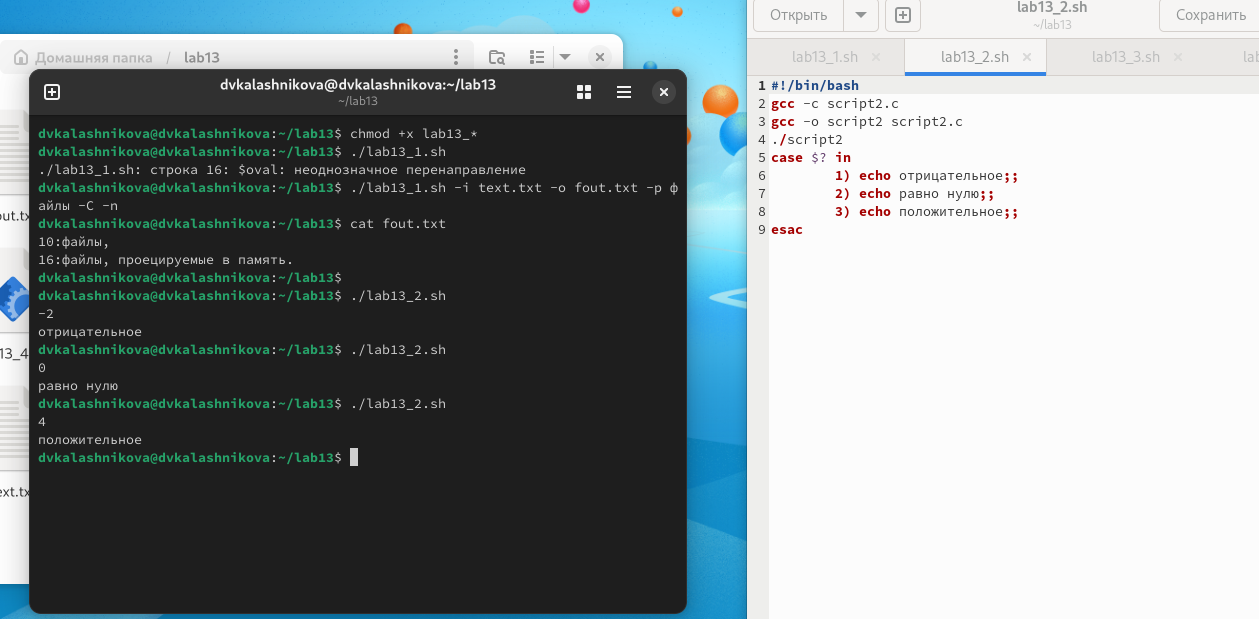 Домашняя папка / lab13
out.tx
13_4
ext.tx
dvkalashnikova@dvkalashnikova:~/lab13
~/lab13
dvkalashnikova@dvkalashnikova:~/lab13$ chmod +x lab13_*
dvkalashnikova@dvkalashnikova:~/lab13$ ./lab13_1.sh
./lab13_1.sh: строка 16: $oval: неоднозначное перенаправление
dvkalashnikova@dvkalashnikova:~/lab13$ ./lab13_1.sh -i text.txt -o fout.txt -p ф
айлы -C -n
dvkalashnikova@dvkalashnikova:~/lab13$ cat fout.txt
10:файлы,
16:файлы, проецируемые в память.
dvkalashnikova@dvkalashnikova:~/lab13$
dvkalashnikova@dvkalashnikova:~/lab13$ ./lab13_2.sh
-2
отрицательное
dvkalashnikova@dvkalashnikova:~/lab13$ ./lab13_2.sh
0
равно нулю
dvkalashnikova@dvkalashnikova:~/lab13$ ./lab13_2.sh
4
положительное
dvkalashnikova@dvkalashnikova:~/lab13$
Открыть
lab13_2.sh
~/lab13
Сохранить
lab13_1.sh × lab13_2.sh × lab13_3.sh × lab
1 #!/bin/bash
2 gcc -c script2.c
3 gcc -o script2 script2.c
4 ./script2
5 case $? in
6 1) echo отрицательное;;
7 2) echo равно нулю;;
8 3) echo положительное;;
9 esac